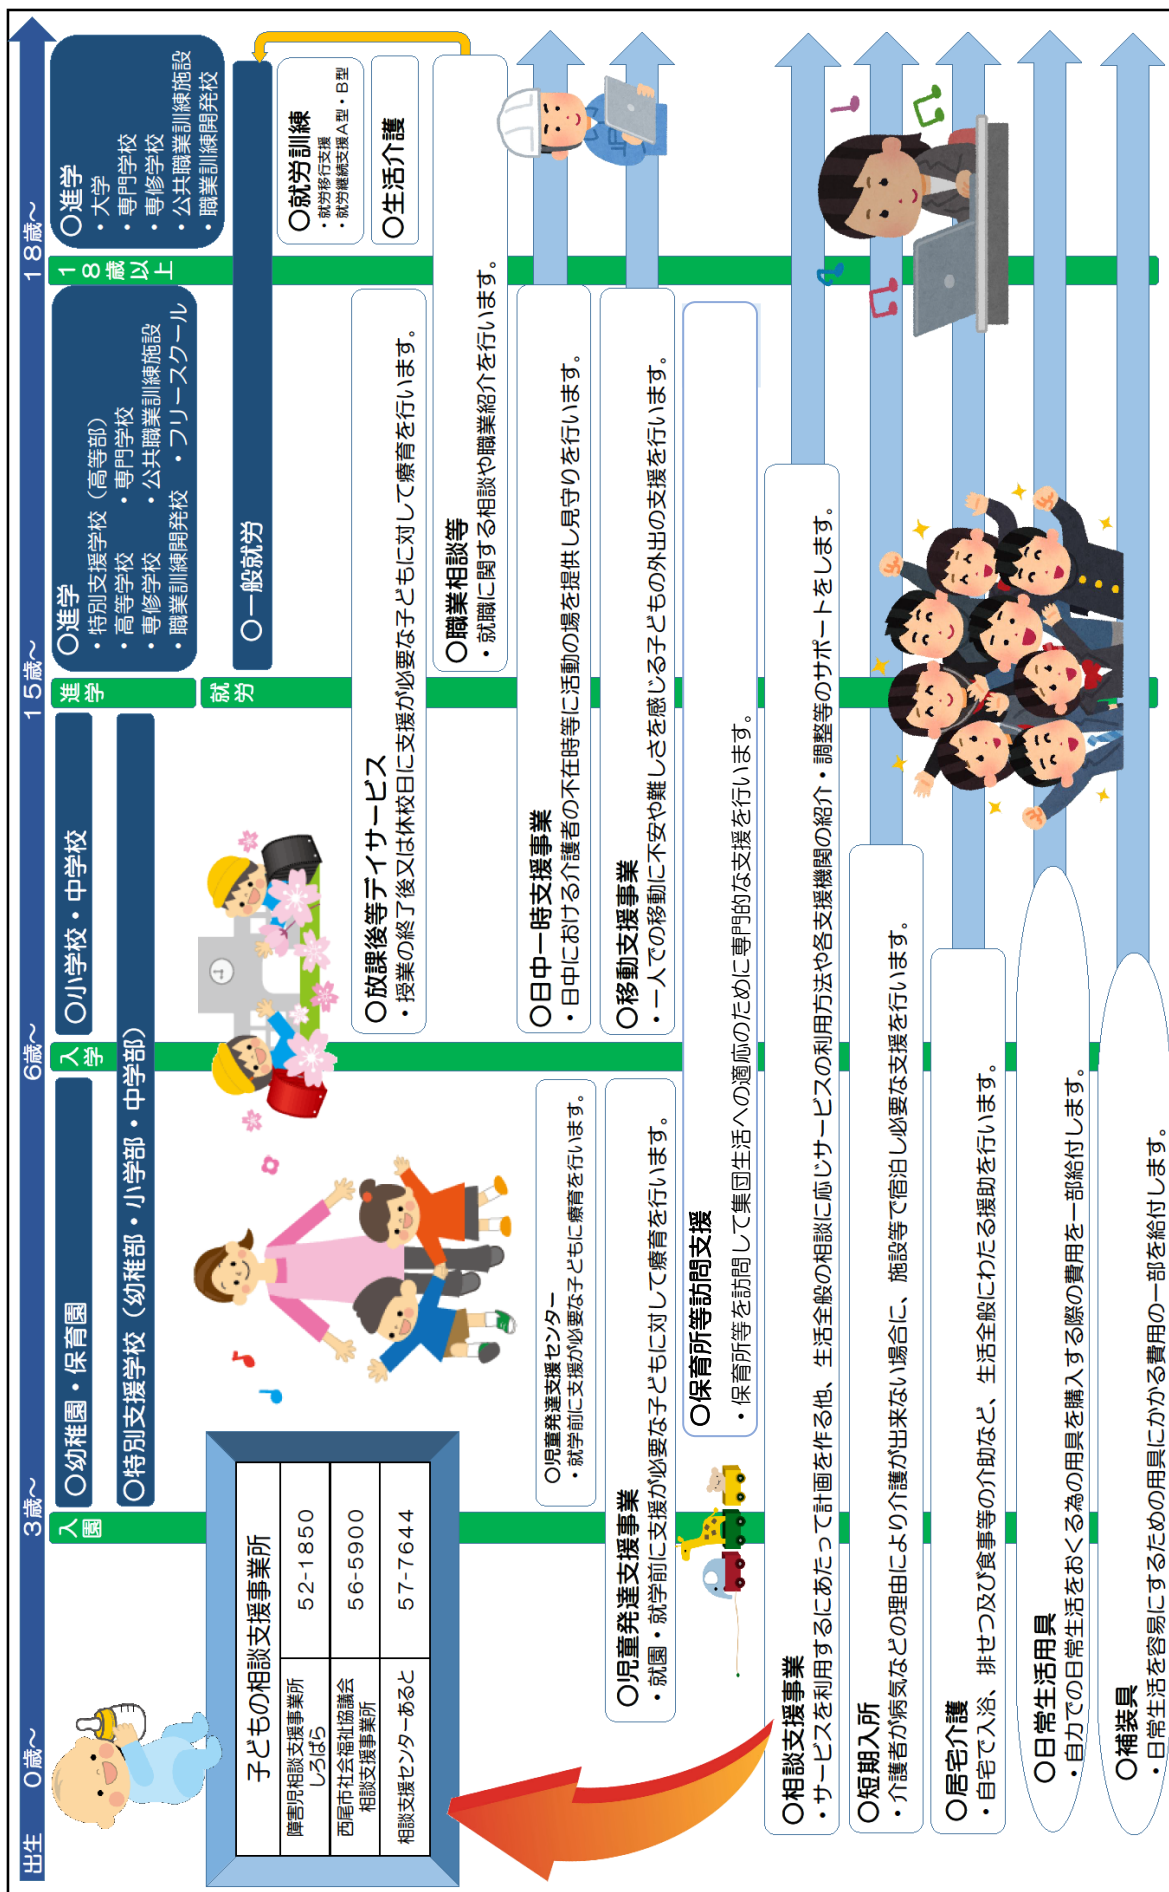 出生
0歳～
3歳～
6歳～
15歳～
18歳～
入園
入学
進学
就労
18歳以上
○幼稚園・保育園
○小学校・中学校
○特別支援学校（幼稚部・小学部・中学部）
○進学
・特別支援学校（高等部）
・高等学校　・専門学校
・専修学校　・公共職業訓練施設
・職業訓練開発校　・フリースクール
○進学
・大学
・専門学校
・専修学校
・公共職業訓練施設
・職業訓練開発校
○一般就労
○就労訓練
・就労移行支援
・就労継続支援A型・B型
○生活介護
子どもの相談支援事業所
障害児相談支援事業所
しろばら
52-1850
西尾市社会福祉協議会
相談支援事業所
56-5900
相談支援センターあると
57-7644
○放課後等デイサービス
・授業の終了後又は休校日に支援が必要な子どもに対して療育を行います。
○職業相談等
・就職に関する相談や職業紹介を行います。
○児童発達支援センター
・就学前に支援が必要な子どもに療育を行います。
○日中一時支援事業
・日中における介護者の不在時等に活動の場を提供し見守りを行います。
○児童発達支援事業
・就園・就学前に支援が必要な子どもに対して療育を行います。
○移動支援事業
・一人での移動に不安や難しさを感じる子どもの外出の支援を行います。
○保育所等訪問支援
・保育所等を訪問して集団生活への適応のために専門的な支援を行います。
○相談支援事業
・サービスを利用するにあたって計画を作る他、生活全般の相談に応じサービスの利用方法や各支援機関の紹介・調整等のサポートをします。
○短期入所
・介護者が病気などの理由により介護が出来ない場合に、施設等で宿泊し必要な支援を行います。
○居宅介護
・自宅で入浴、排せつ及び食事等の介助など、生活全般にわたる援助を行います。
○日常生活用具
・自力での日常生活をおくる為の用具を購入する際の費用を一部給付します。
○補装具
・日常生活を容易にするための用具にかかる費用の一部を給付します。